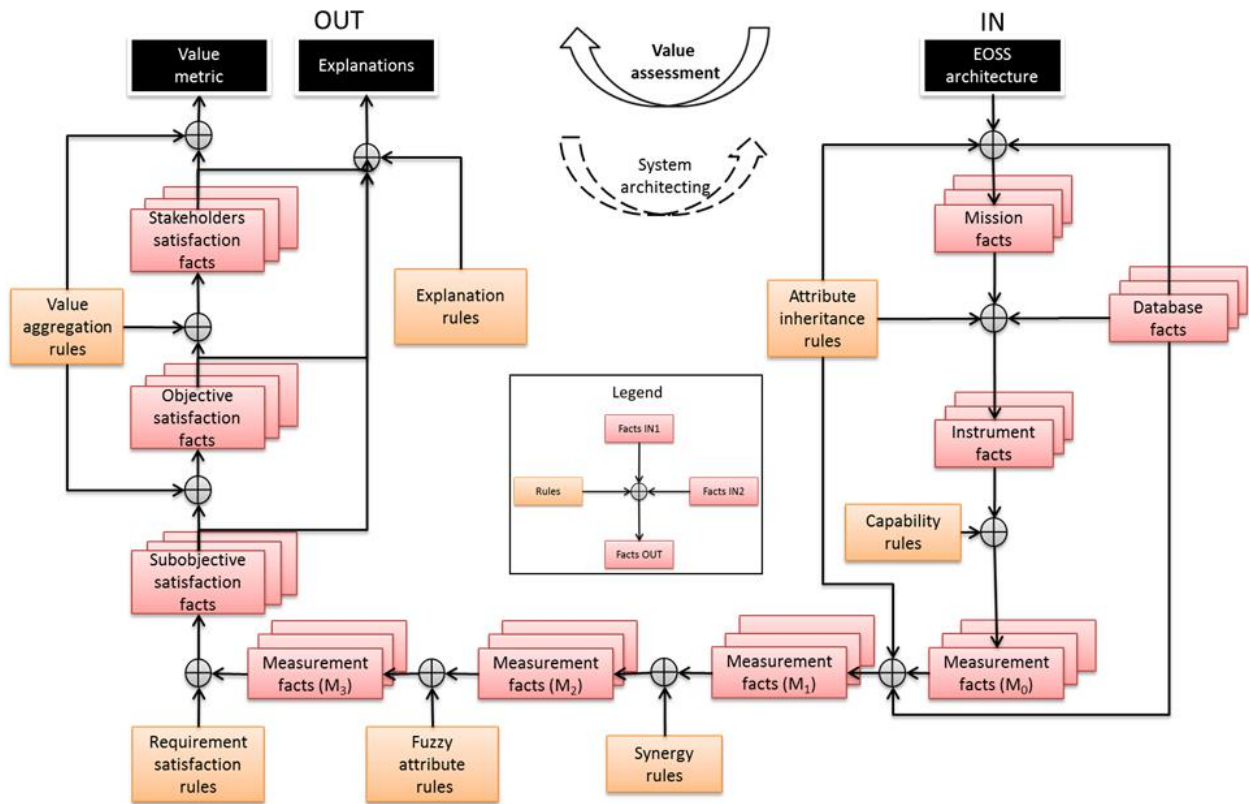 OUT
IN
Value
metric
Explanations
Value
assessment
EOSS
architecture
System
architecting
Stakeholders
satisfaction
facts
Mission
facts
Value
aggregation
rules
Explanation
rules
Attribute
inheritance
rules
Database
facts
Objective
satisfaction
facts
Legend
Facts IN1
Rules
Facts IN2
Facts OUT
Instrument
facts
Capability
rules
Subobjective
satisfaction
facts
Measurement
facts (M₃)
Measurement
facts (M₂)
Measurement
facts (M₁)
Measurement
facts (M₀)
Requirement
satisfaction
rules
Fuzzy
attribute
rules
Synergy
rules